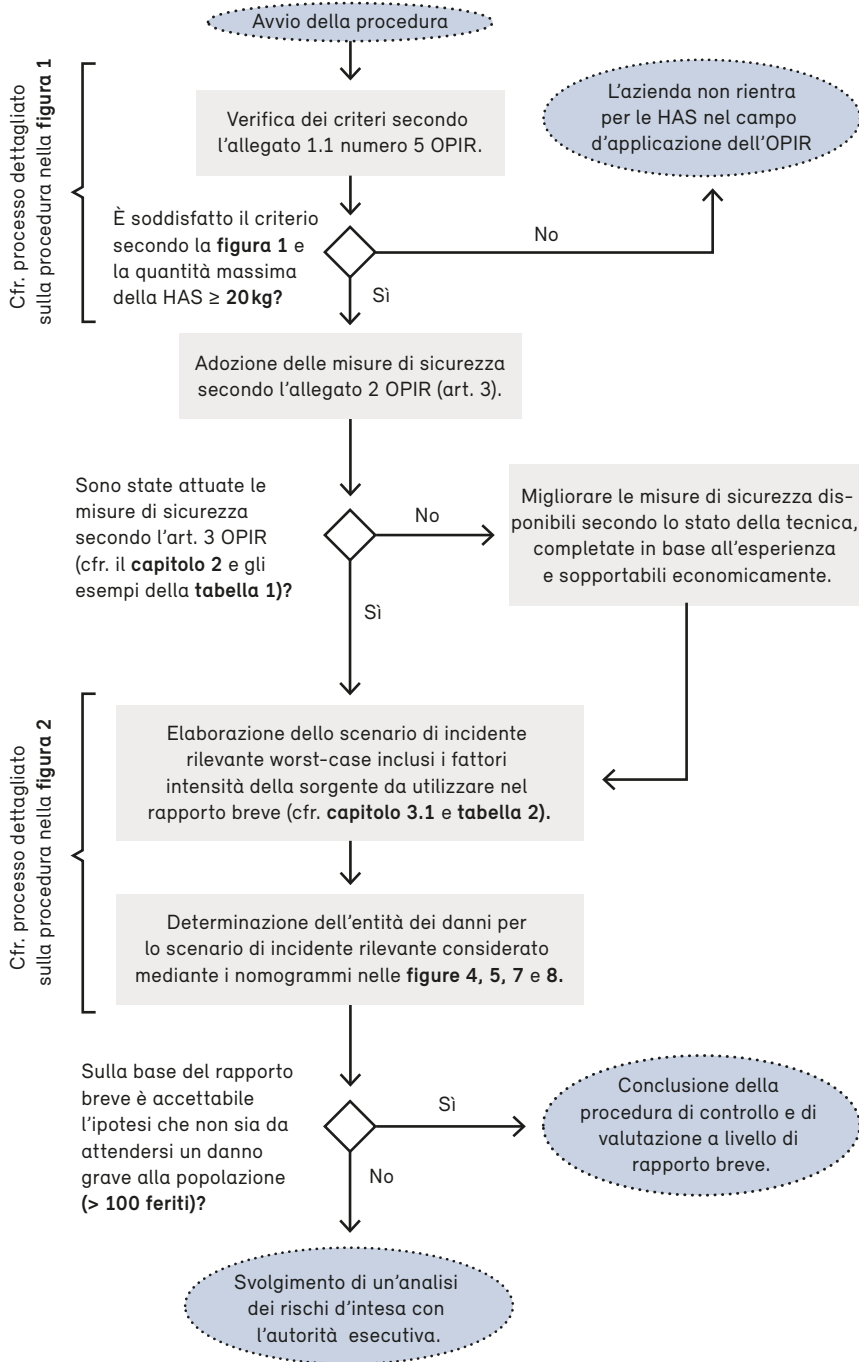 Avvio della procedura
Cfr. processo dettagliato
sulla procedura nella figura 1
Verifica dei criteri secondo
l'allegato 1.1 numero 5 OPIR.
L'azienda non rientra
per le HAS nel campo
d'applicazione dell'OPIR
È soddisfatto il criterio
secondo la figura 1 e
la quantità massima
della HAS ≥ 20 kg?
No
Sì
Adozione delle misure di sicurezza
secondo l'allegato 2 OPIR (art. 3).
Sono state attuate le
misure di sicurezza
secondo l'art. 3 OPIR
(cfr. il capitolo 2 e gli
esempi della tabella 1)?
No
Sì
Migliorare le misure di sicurezza dis-
ponibili secondo lo stato della tecnica,
completate in base all'esperienza
e sopportabili economicamente.
Cfr. processo dettagliato
sulla procedura nella figura 2
Elaborazione dello scenario di incidente
rilevante worst-case inclusi i fattori
intensità della sorgente da utilizzare nel
rapporto breve (cfr. capitolo 3.1 e tabella 2).
Determinazione dell'entità dei danni per
lo scenario di incidente rilevante considerato
mediante i nomogrammi nelle figure 4, 5, 7 e 8.
Sulla base del rapporto
breve è accettabile
l'ipotesi che non sia da
attendersi un danno
grave alla popolazione
(> 100 feriti)?
Sì
No
Conclusione della
procedura di controllo e di
valutazione a livello di
rapporto breve.
Svolgimento di un'analisi
dei rischi d'intesa con
l'autorità esecutiva.